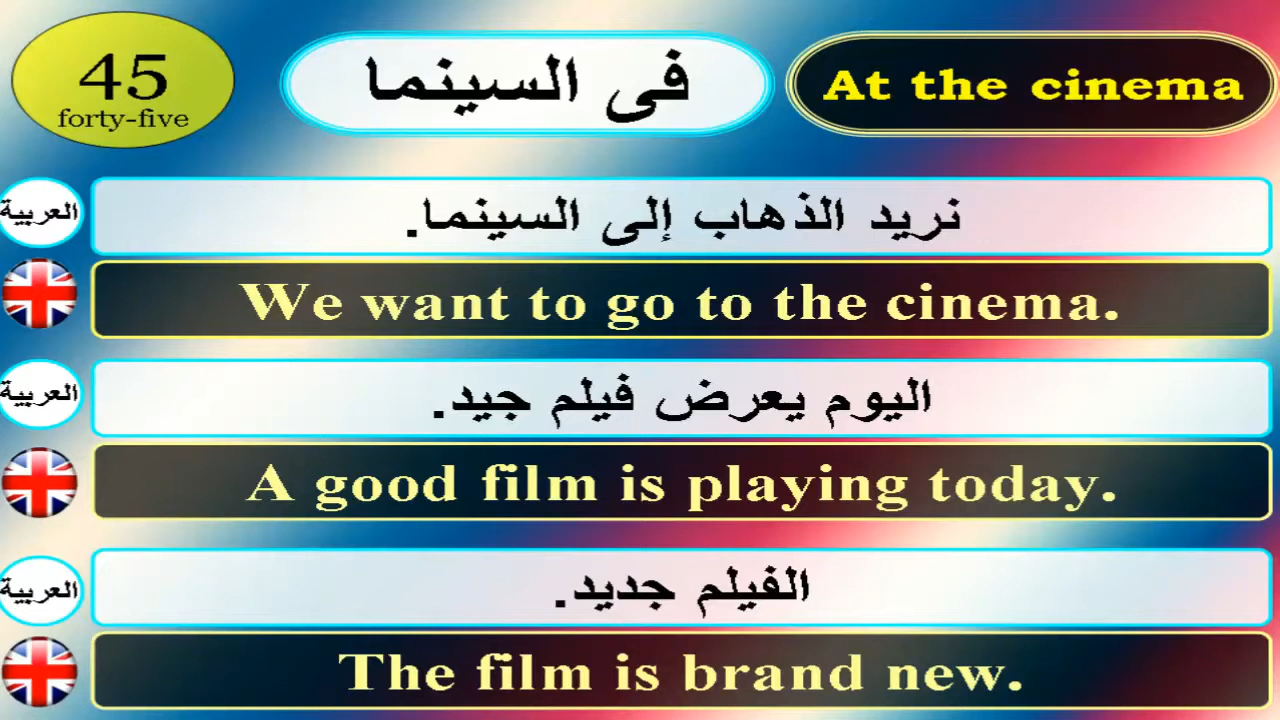 45
forty-five
فى السينما
At the cinema
العربية
نريد الذهاب إلى السينما.
We want to go to the cinema.
العربية
اليوم يعرض فيلم جيد.
A good film is playing today.
العربية
الفيلم جديد.
The film is brand new.